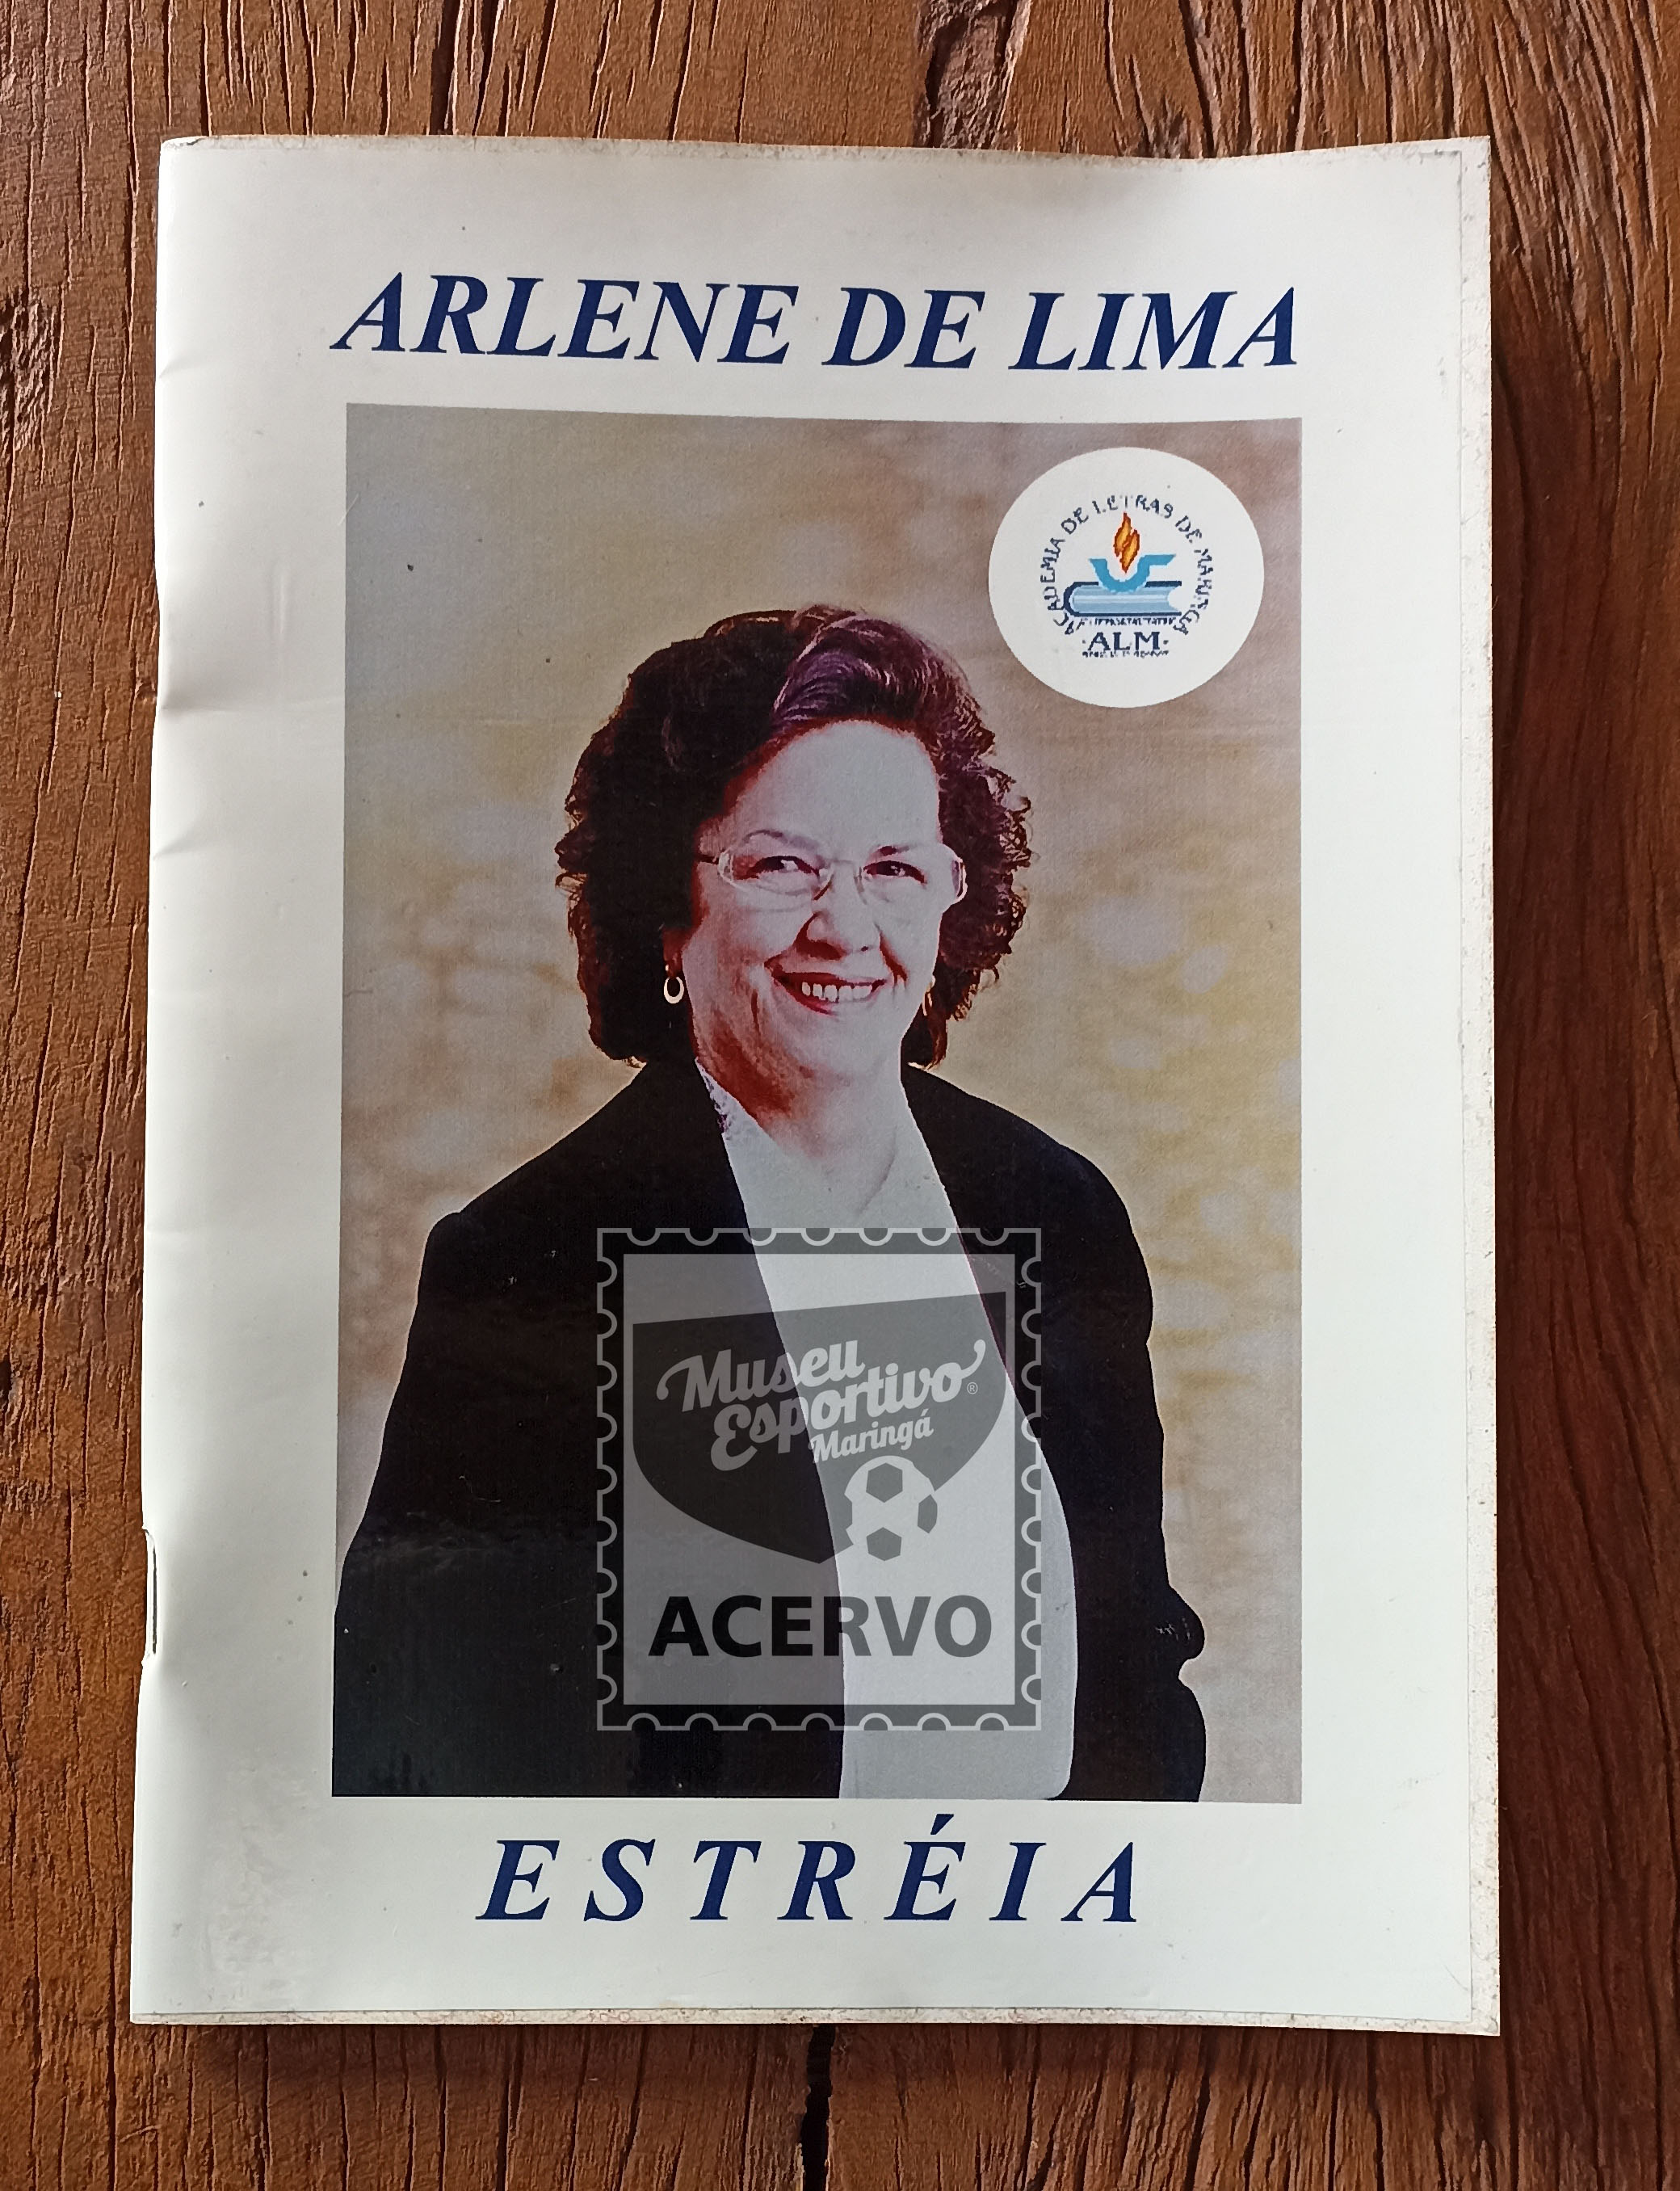 ARLENE DE LIMA
ACADEMIA DE LETRAS DE MARINGÁ
ALM
Museu
Esportivo®
Maringá
ACERVO
ESTRÉIA